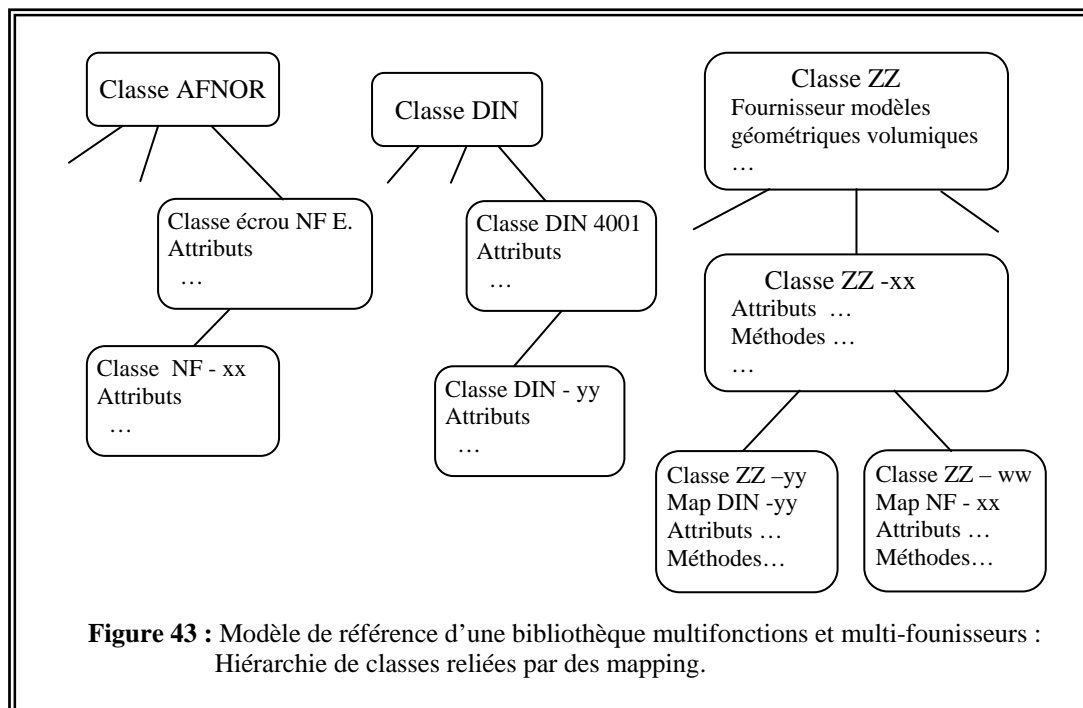 Classe AFNOR
Classe écrou NF E.
Attributs
…
Classe NF - xx
Attributs
…
Classe DIN
Classe DIN 4001
Attributs
…
Classe DIN - yy
Attributs
…
Classe ZZ
Fournisseur modèles
géométriques volumiques
…
Classe ZZ -xx
Attributs …
Méthodes …
…
Classe ZZ –yy
Map DIN -yy
Attributs …
Méthodes…
Classe ZZ – ww
Map NF - xx
Attributs …
Méthodes…
Figure 43 : Modèle de référence d’une bibliothèque multifonctions et multi-founisseurs :
Hiérarchie de classes reliées par des mapping.